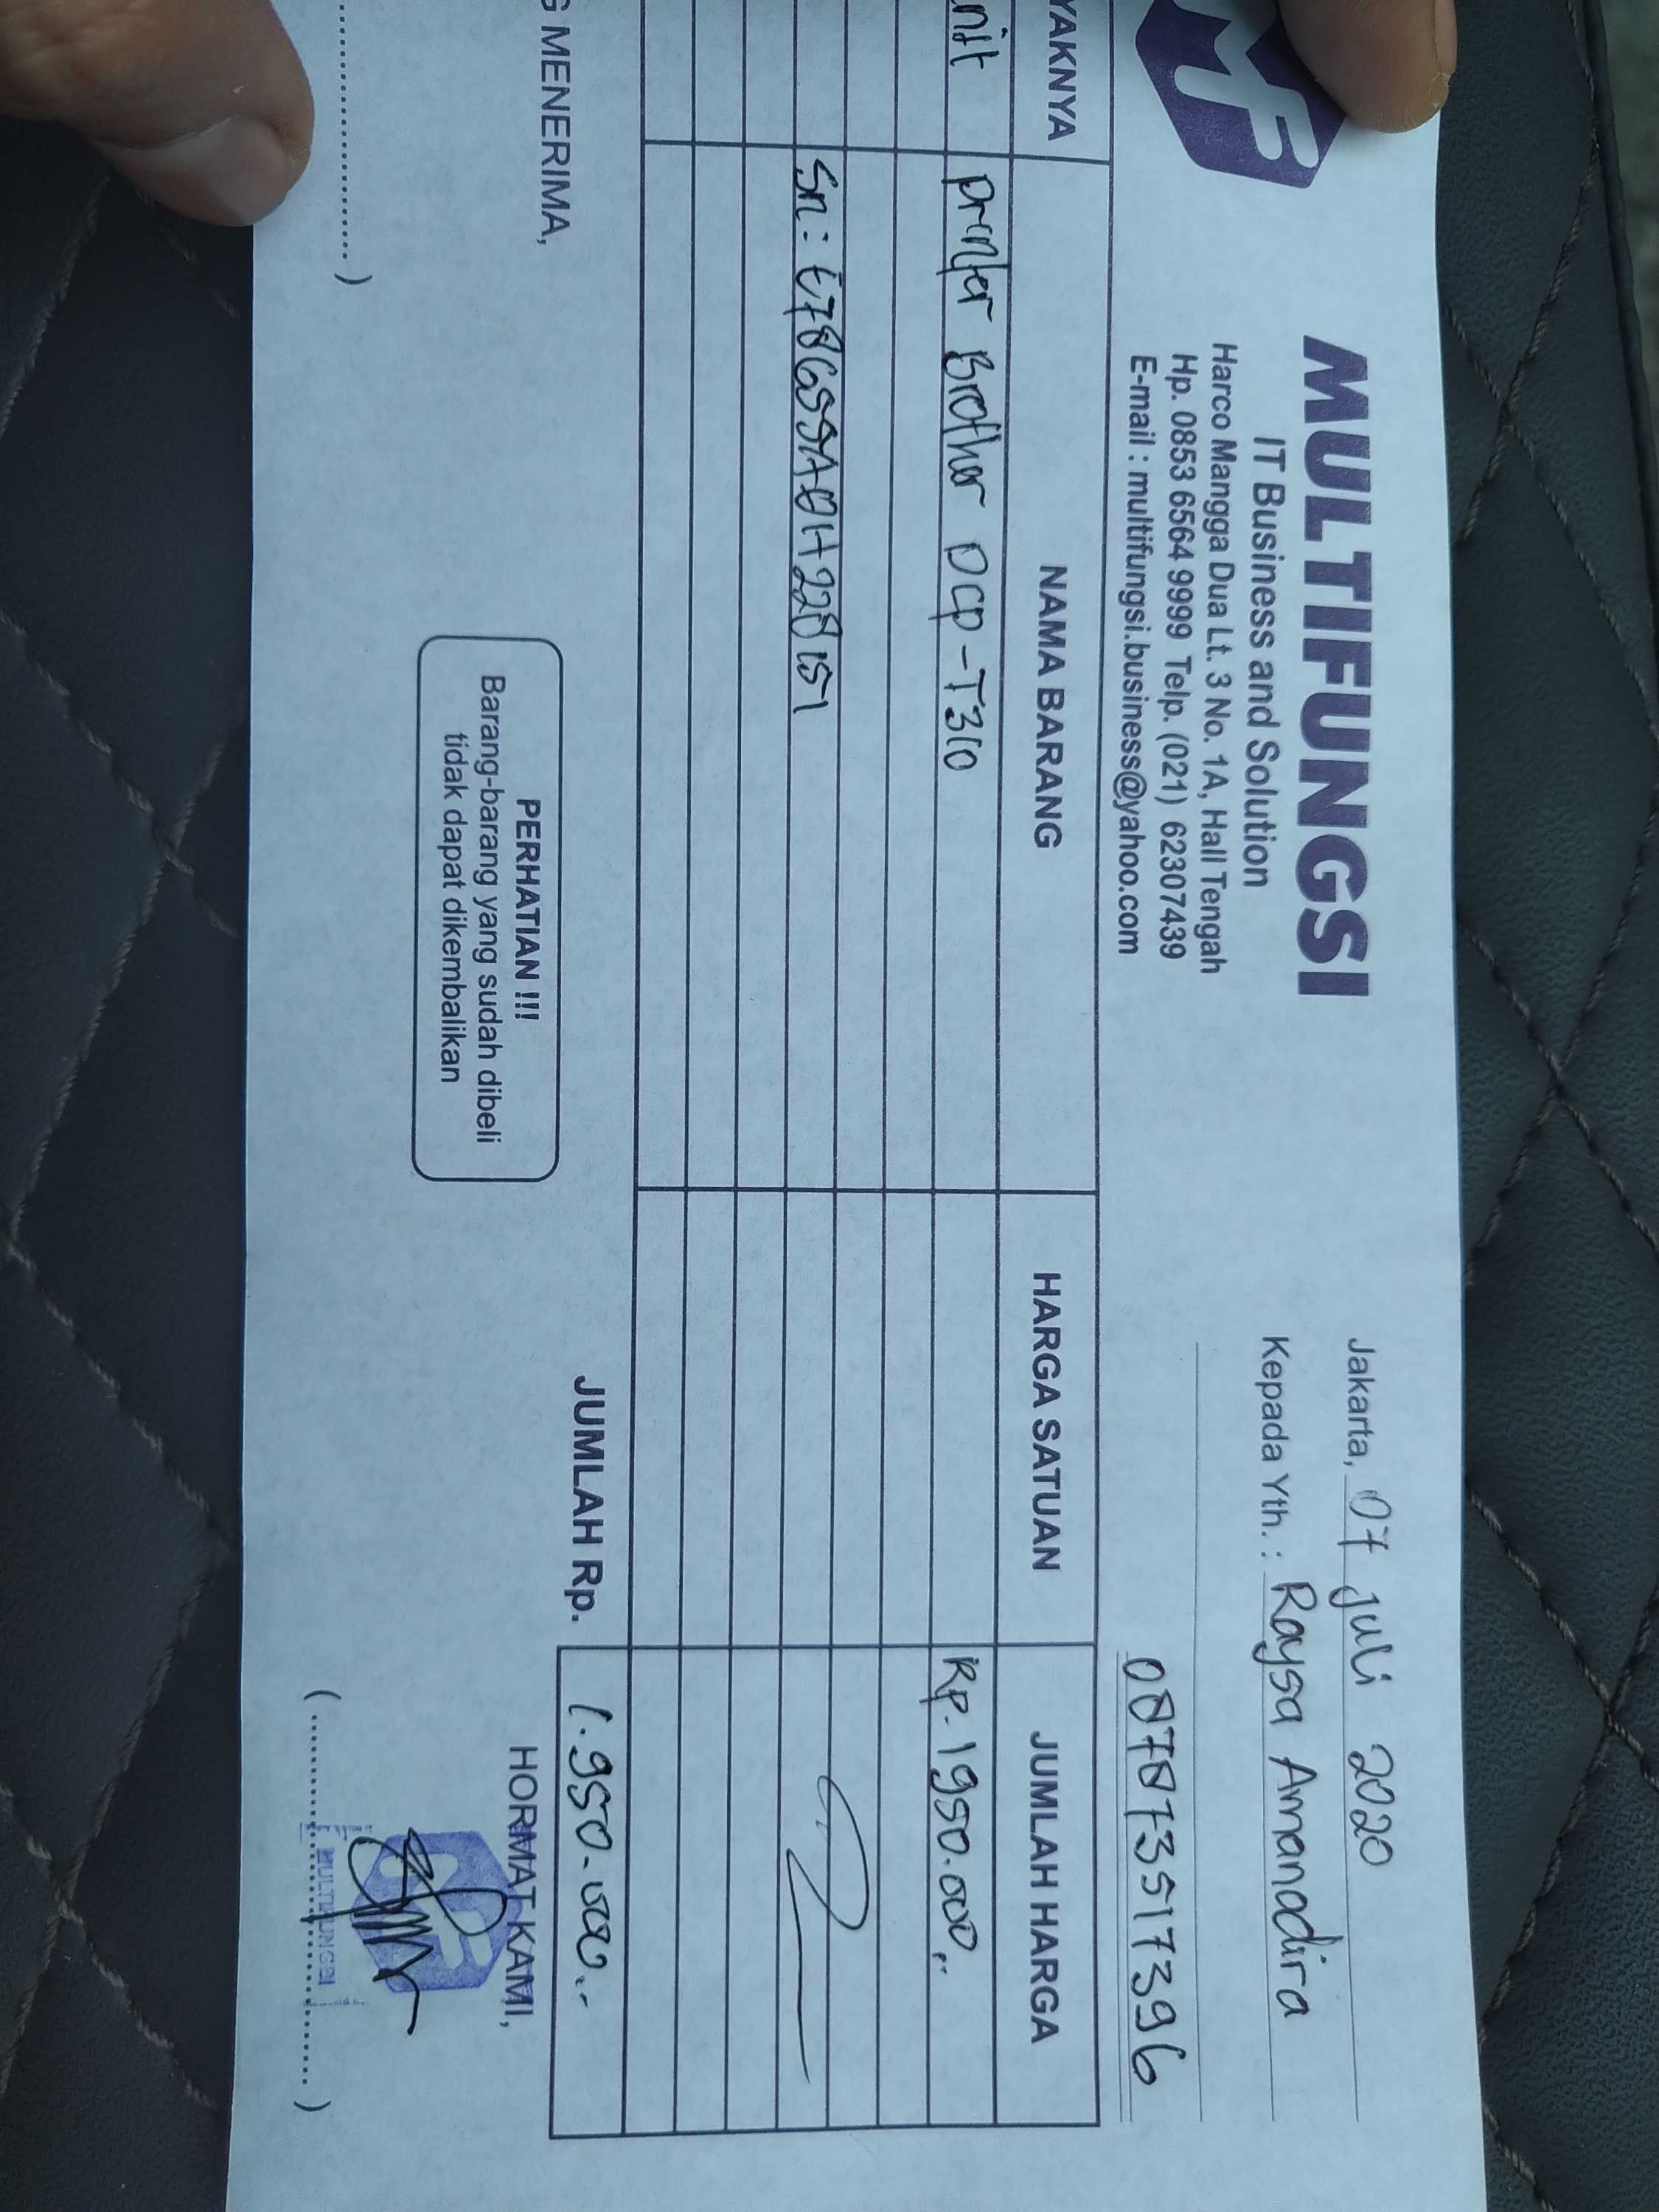 MULTIFUNGSI
IT Business and Solution
Harco Mangga Dua Lt. 3 No. 1A, Hall Tengah
Hp. 0853 6564 9999 Telp. (021) 62307439
E-mail : multifungsi.business@yahoo.com
Jakarta, 07 Juli 2020
Kepada Yth. : Raysa Amanadira
087873517396
YAKNYA NAMA BARANG HARGA SATUAN JUMLAH HARGA
nit Printer Brother DCP-T310 Rp. 1950.000,-
Sn:
JUMLAH Rp. 1.950.000,-
G MENERIMA,
PERHATIAN !!!
Barang-barang yang sudah dibeli
tidak dapat dikembalikan
HORMAT KAMI,
MULTIFUNGSI